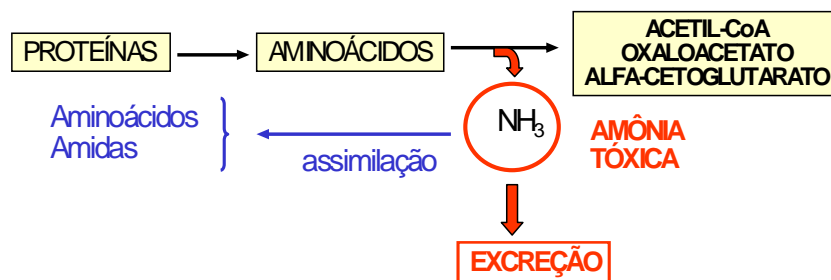 PROTEÍNAS
AMINOÁCIDOS
ACETIL-CoA
OXALOACETATO
ALFA-CETOGLUTARATO
Aminoácidos
Amidas
assimilação
NH₃
AMÔNIA
TÓXICA
EXCREÇÃO